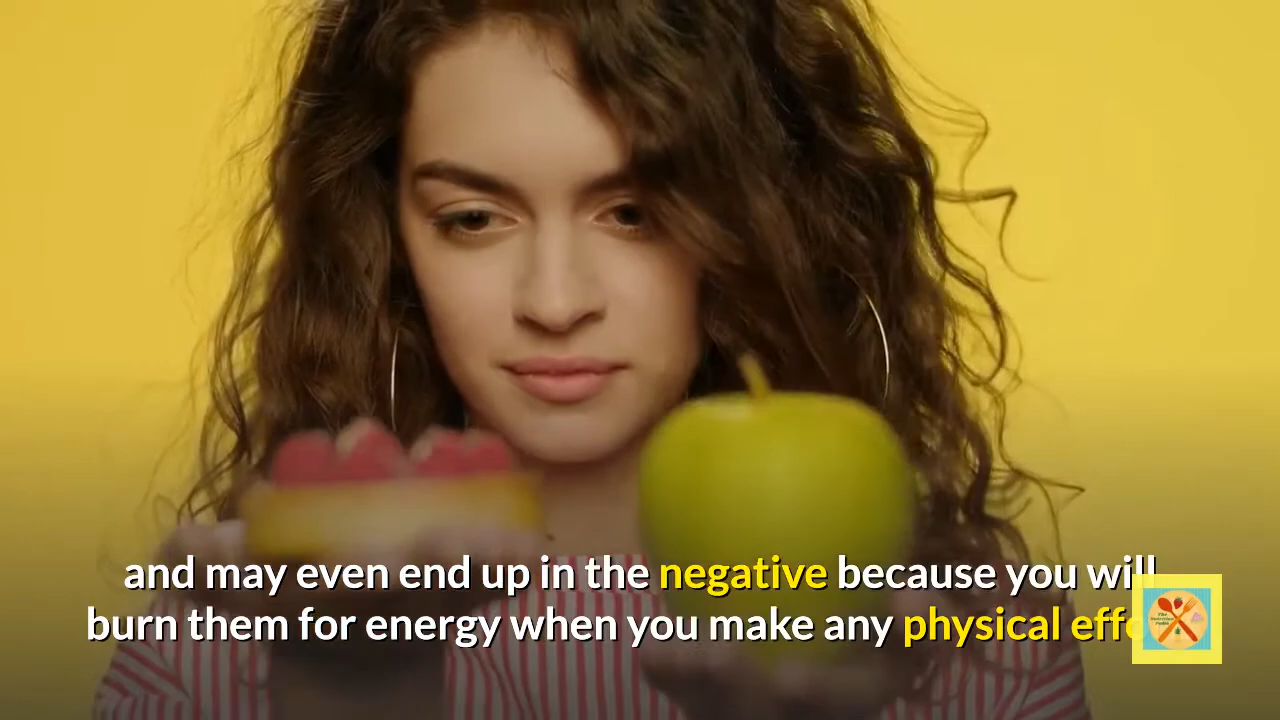 and may even end up in the negative because you will
burn them for energy when you make any physical